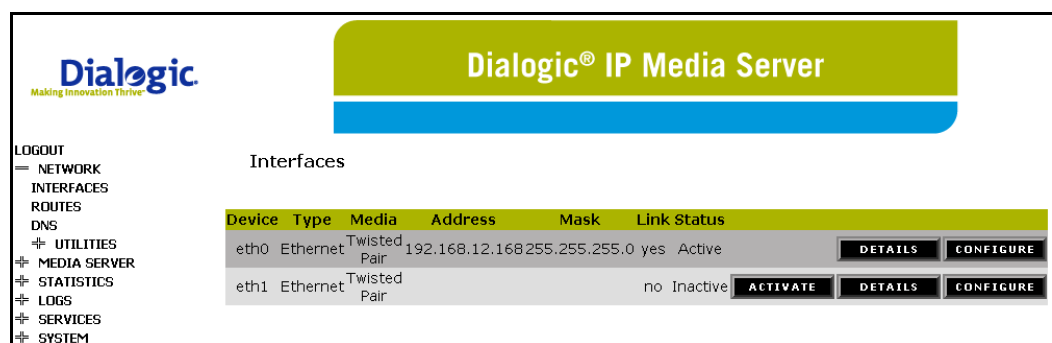 Dialogic.
Making Innovation Thrive™
Dialogic® IP Media Server
LOGOUT
NETWORK
INTERFACES
ROUTES
DNS
UTILITIES
MEDIA SERVER
STATISTICS
LOGS
SERVICES
SYSTEM
Interfaces
Device Type Media Address Mask Link Status
eth0 Ethernet Twisted Pair 192.168.12.168 255.255.255.0 yes Active DETAILS CONFIGURE
eth1 Ethernet Twisted Pair no Inactive ACTIVATE DETAILS CONFIGURE